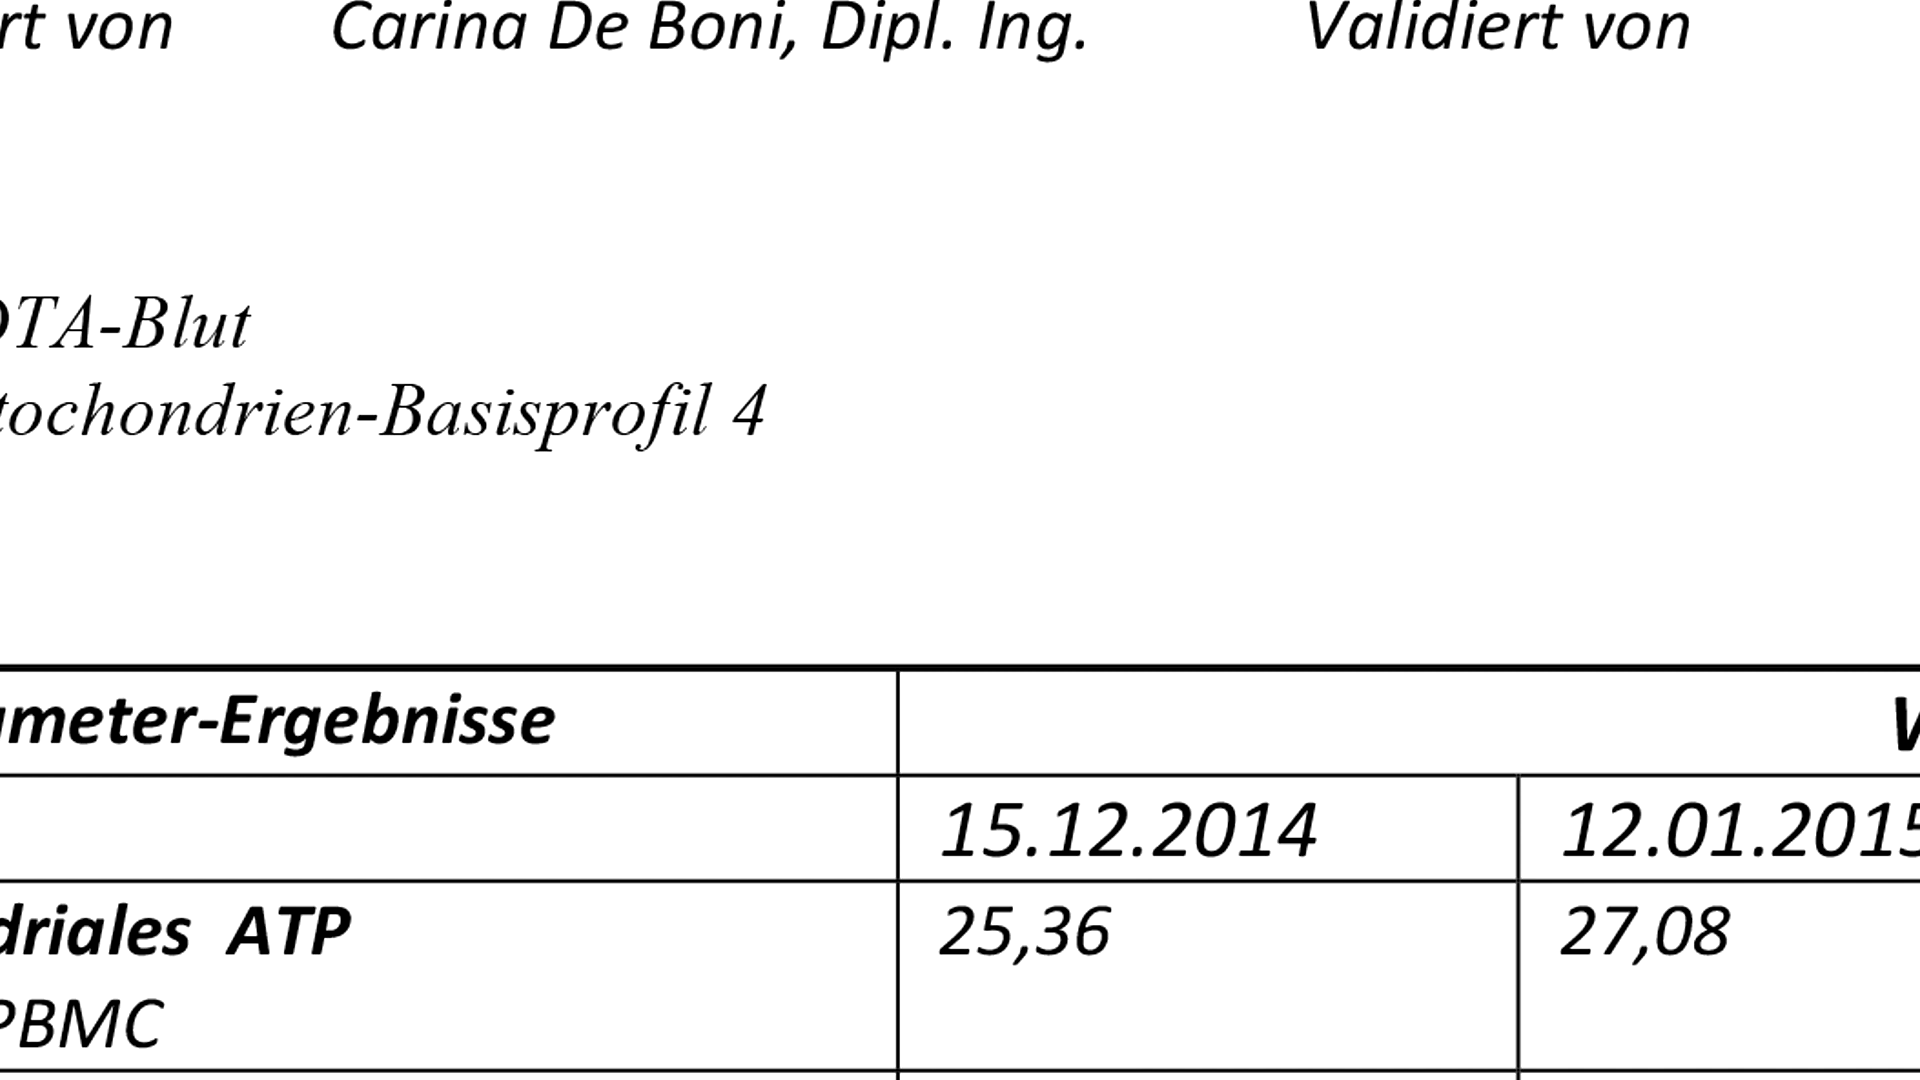 rt von Carina De Boni, Dipl. Ing. Validiert von
DTA-Blut
tochondrien-Basisprofil 4
ameter-Ergebnisse
15.12.2014 12.01.2015
driales ATP 25,36 27,08
PBMC